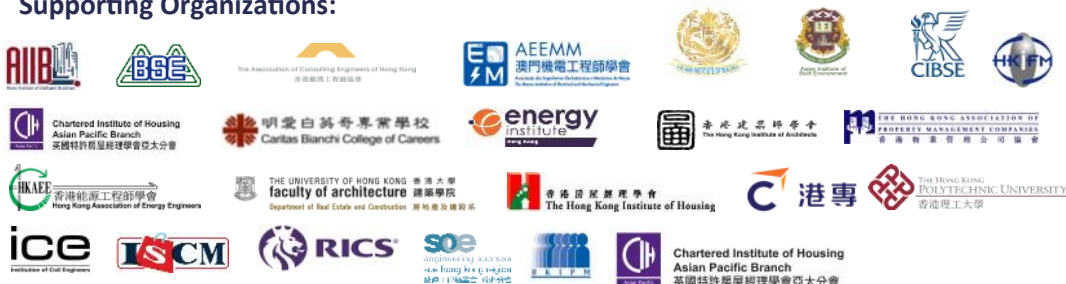 Supporting Organizations:
AIIB
BSE
The Association of Consulting Engineers of Hong Kong
香港顧問工程師協會
AEEMM
澳門機電工程師學會
CIBSE
HKIFM
Chartered Institute of Housing
Asian Pacific Branch
英國特許房屋經理學會亞太分會
明愛白英奇專業學校
Caritas Bianchi College of Careers
energy
institute
Hong Kong
香港建築師學會
The Hong Kong Institute of Architects
THE HONG KONG ASSOCIATION OF
PROPERTY MANAGEMENT COMPANIES
香港物業管理公司協會
HKAEE
香港能源工程師學會
Hong Kong Association of Energy Engineers
THE UNIVERSITY OF HONG KONG 香港大學
faculty of architecture 建築學院
Department of Real Estate and Construction 房地產及建設系
香港房屋經理學會
The Hong Kong Institute of Housing
港專
THE HONG KONG
POLYTECHNIC UNIVERSITY
香港理工大學
ice
Institution of Civil Engineers
ISCM
RICS
soe
HKIPM
Chartered Institute of Housing
Asian Pacific Branch
英國特許房屋經理學會亞太分會